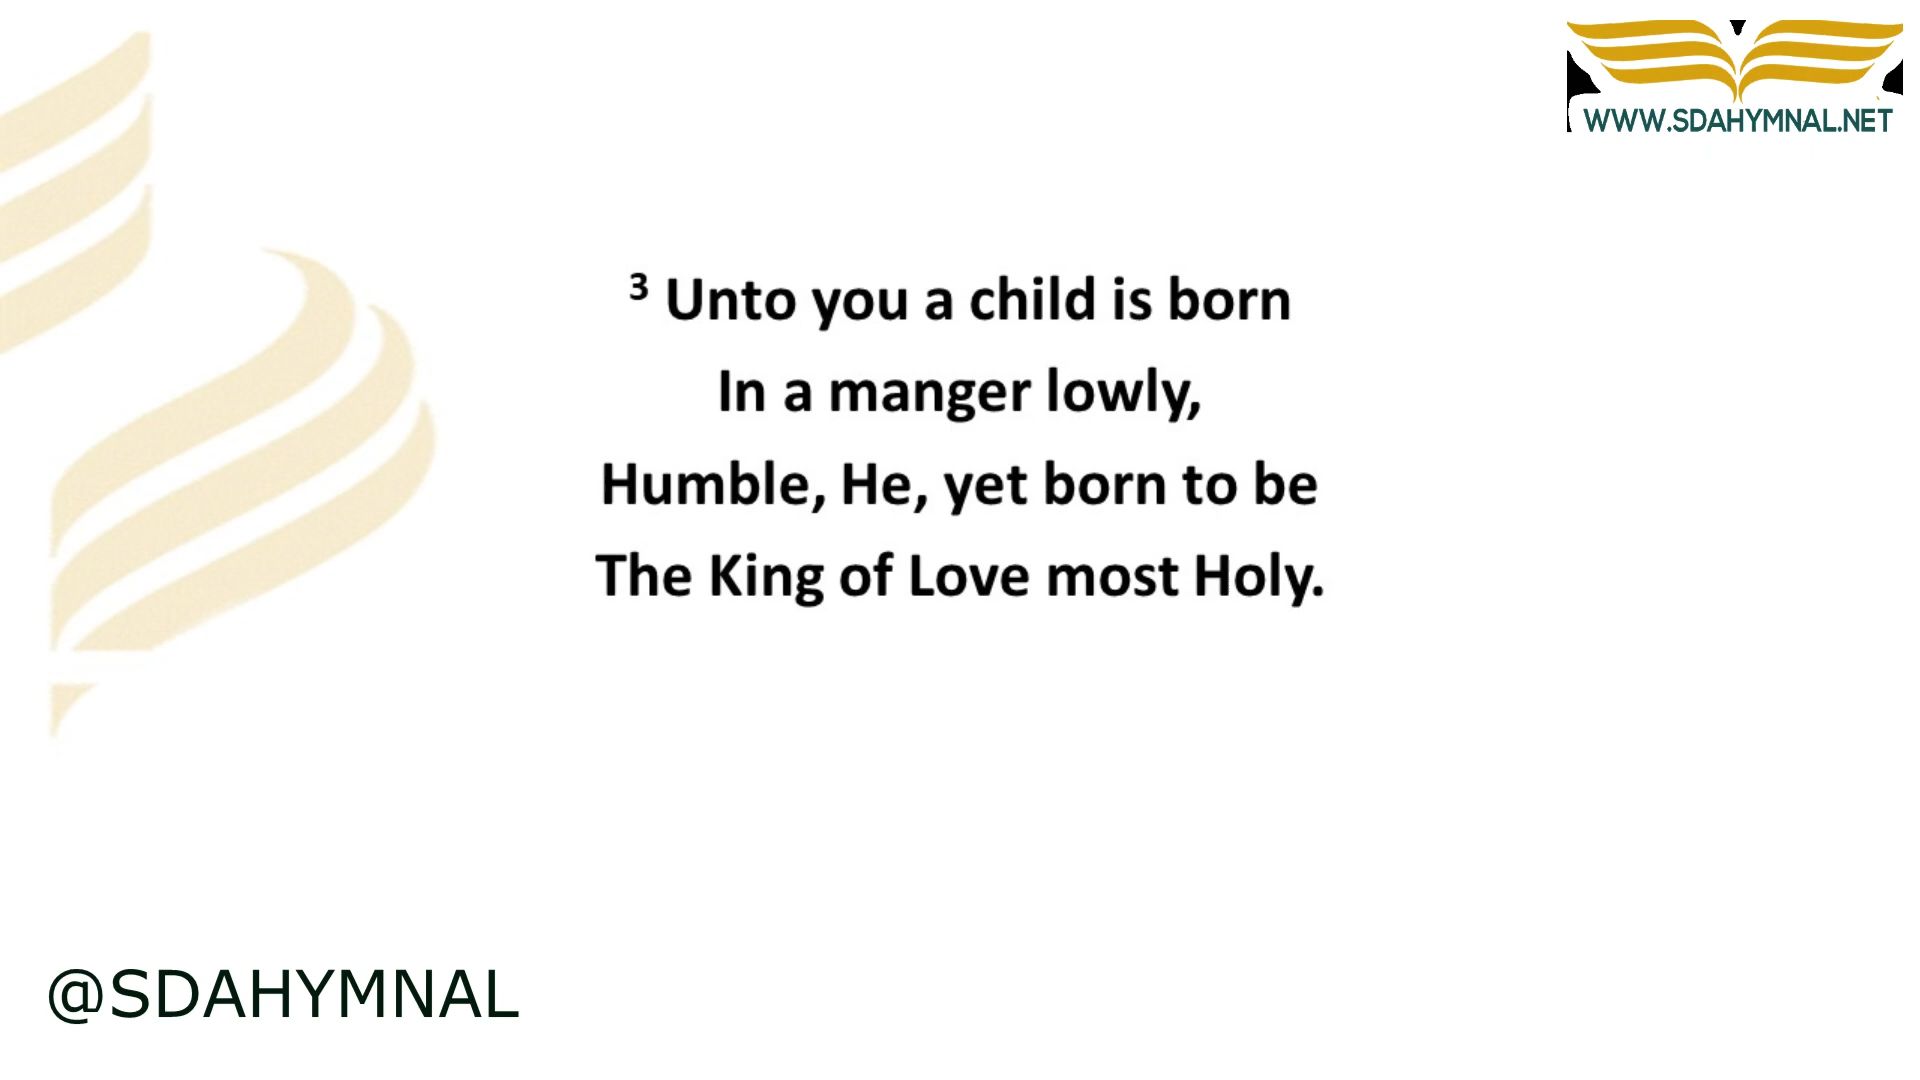 WWW.SDAHYMNAL.NET
³ Unto you a child is born
In a manger lowly,
Humble, He, yet born to be
The King of Love most Holy.
@SDAHYMNAL